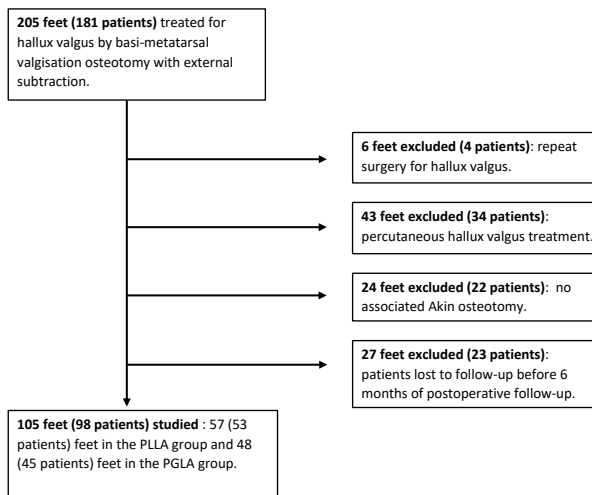 205 feet (181 patients) treated for
hallux valgus by basi-metatarsal
valgisation osteotomy with external
subtraction.
6 feet excluded (4 patients): repeat
surgery for hallux valgus.
43 feet excluded (34 patients):
percutaneous hallux valgus treatment.
24 feet excluded (22 patients): no
associated Akin osteotomy.
27 feet excluded (23 patients):
patients lost to follow-up before 6
months of postoperative follow-up.
105 feet (98 patients) studied : 57 (53
patients) feet in the PLLA group and 48
(45 patients) feet in the PGLA group.